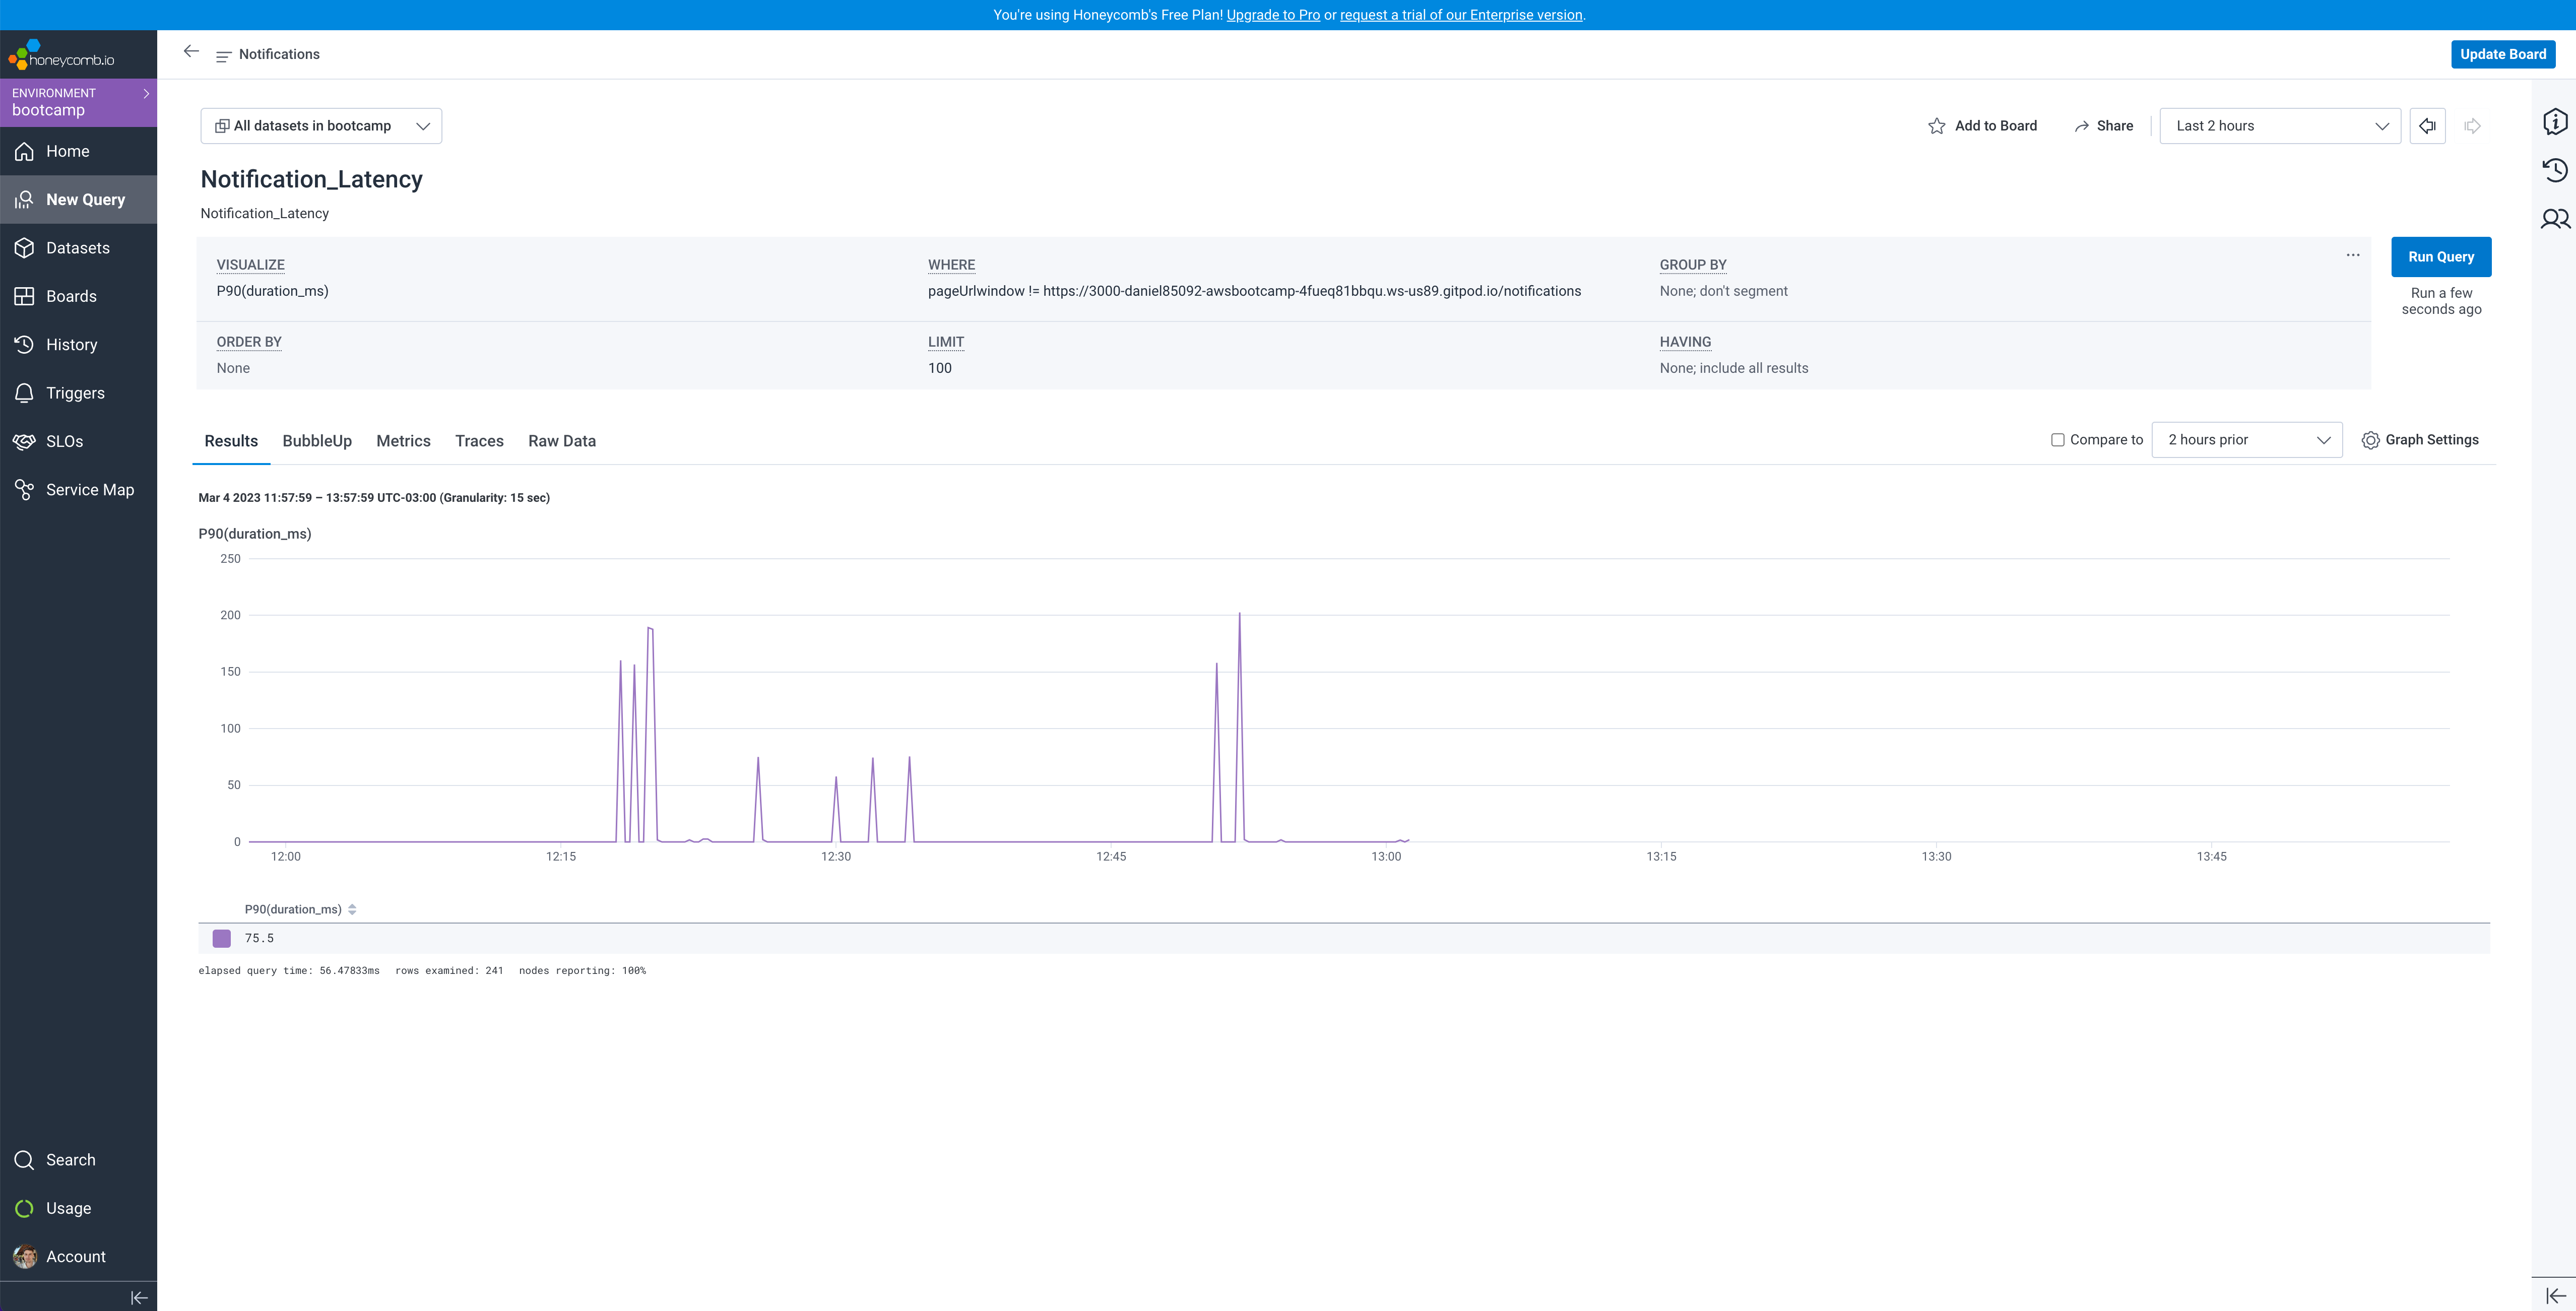 You're using Honeycomb's Free Plan! Upgrade to Pro or request a trial of our Enterprise version.
honeycomb.io
ENVIRONMENT
bootcamp
Home
New Query
Datasets
Boards
History
Triggers
SLOs
Service Map
Search
Usage
Account
Notifications
Update Board
All datasets in bootcamp
Add to Board
Share
Last 2 hours
Notification_Latency
Notification_Latency
VISUALIZE
P90(duration_ms)
WHERE
pageUrlwindow != https://3000-daniel85092-awsbootcamp-4fueq81bbqu.ws-us89.gitpod.io/notifications
GROUP BY
None; don't segment
...
Run Query
Run a few
seconds ago
ORDER BY
None
LIMIT
100
HAVING
None; include all results
Results BubbleUp Metrics Traces Raw Data
Compare to 2 hours prior Graph Settings
Mar 4 2023 11:57:59 – 13:57:59 UTC-03:00 (Granularity: 15 sec)
P90(duration_ms)
250
200
150
100
50
0
12:00 12:15 12:30 12:45 13:00 13:15 13:30 13:45
P90(duration_ms)
75.5
elapsed query time: 56.47833ms rows examined: 241 nodes reporting: 100%